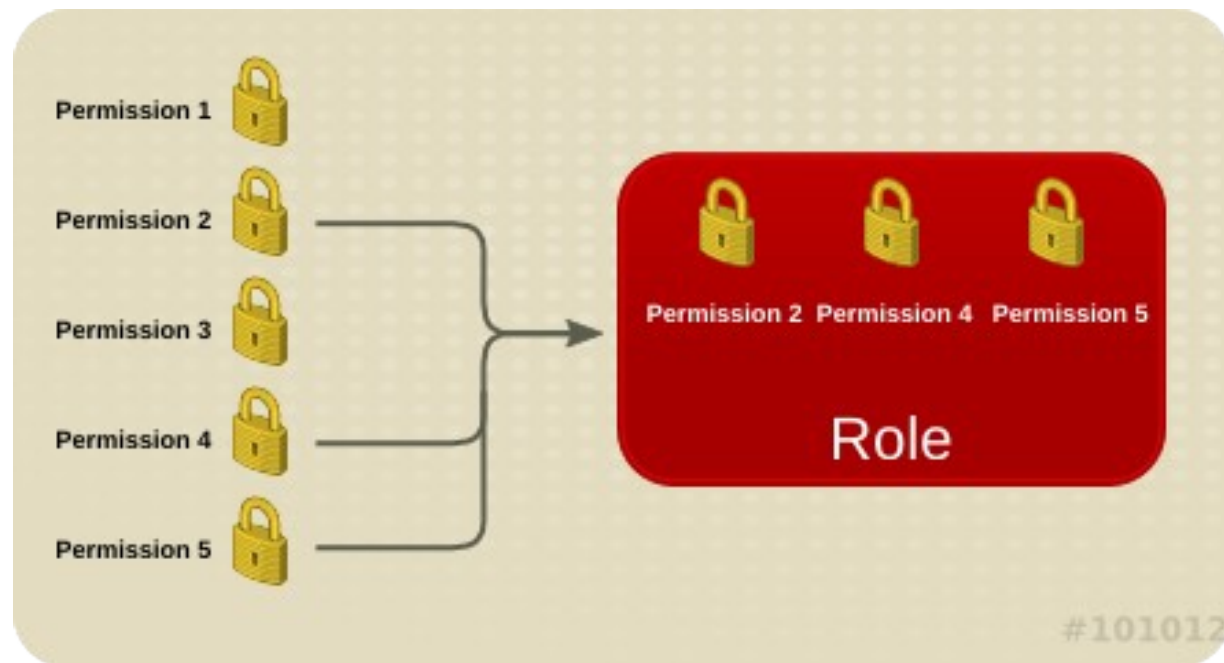 Permission 1
Permission 2
Permission 3
Permission 4
Permission 5
Permission 2 Permission 4 Permission 5
Role
#101012